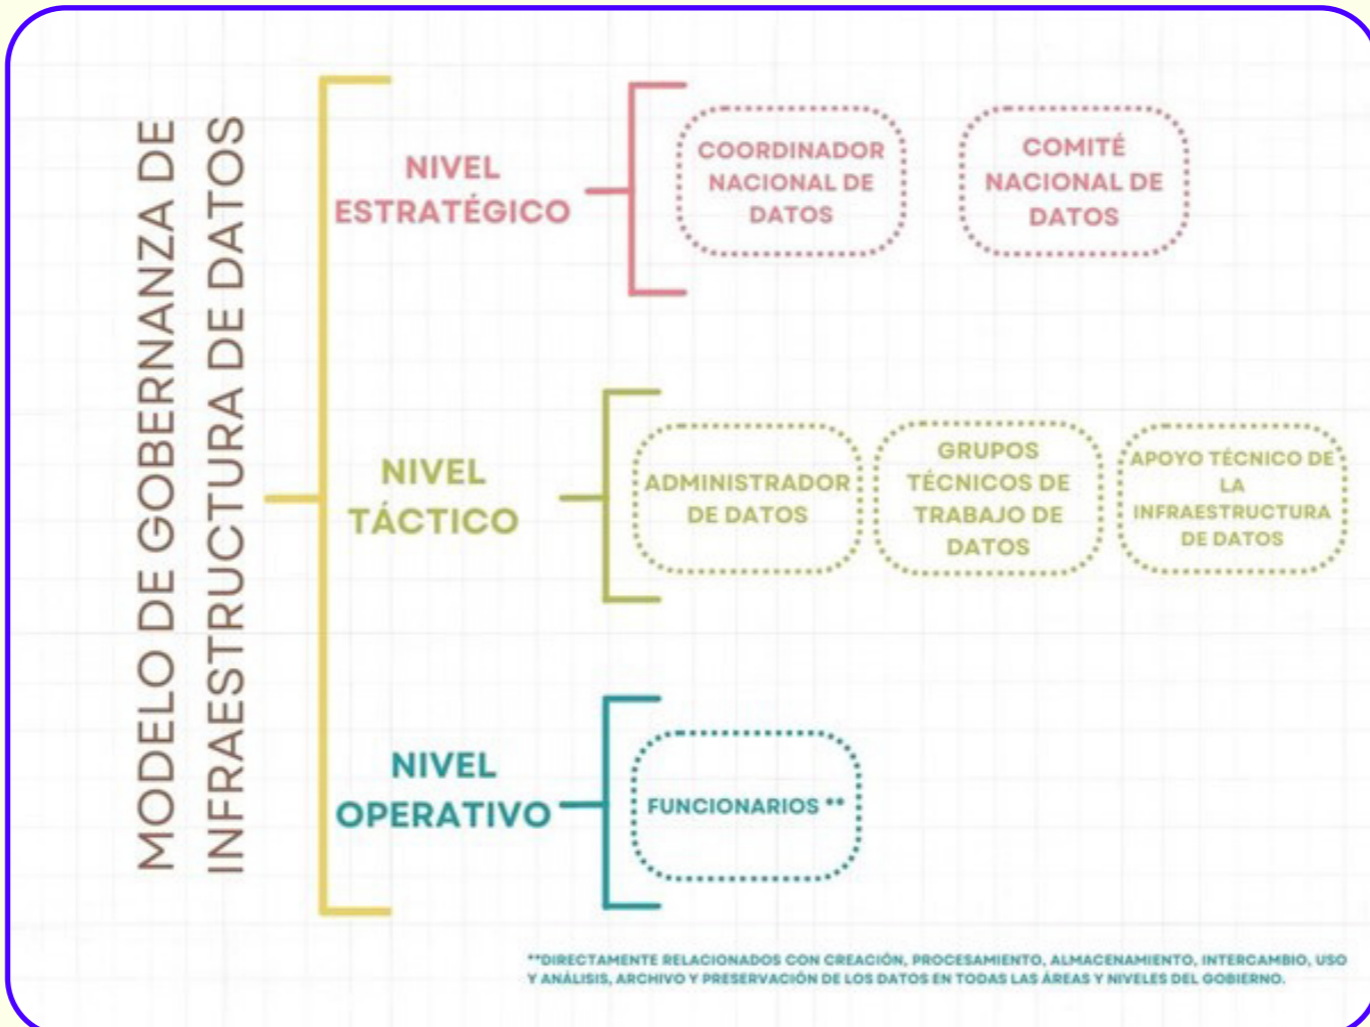 MODELO DE GOBERNANZA DE
INFRAESTRUCTURA DE DATOS
NIVEL
ESTRATÉGICO
COORDINADOR
NACIONAL DE
DATOS
COMITÉ
NACIONAL DE
DATOS
NIVEL
TÁCTICO
ADMINISTRADOR
DE DATOS
GRUPOS
TÉCNICOS DE
TRABAJO DE
DATOS
APOYO TÉCNICO DE
LA
INFRAESTRUCTURA
DE DATOS
NIVEL
OPERATIVO
FUNCIONARIOS **
**DIRECTAMENTE RELACIONADOS CON CREACIÓN, PROCESAMIENTO, ALMACENAMIENTO, INTERCAMBIO, USO
Y ANÁLISIS, ARCHIVO Y PRESERVACIÓN DE LOS DATOS EN TODAS LAS ÁREAS Y NIVELES DEL GOBIERNO.